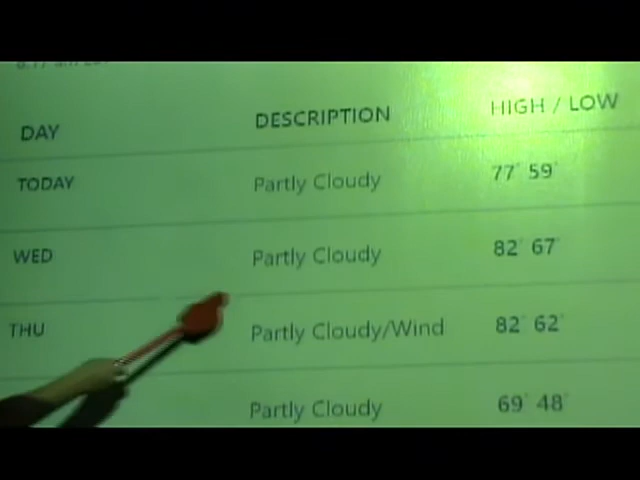 DAY DESCRIPTION HIGH / LOW
TODAY Partly Cloudy 77° 59°
WED Partly Cloudy 82° 67°
THU Partly Cloudy/Wind 82° 62°
Partly Cloudy 69° 48°